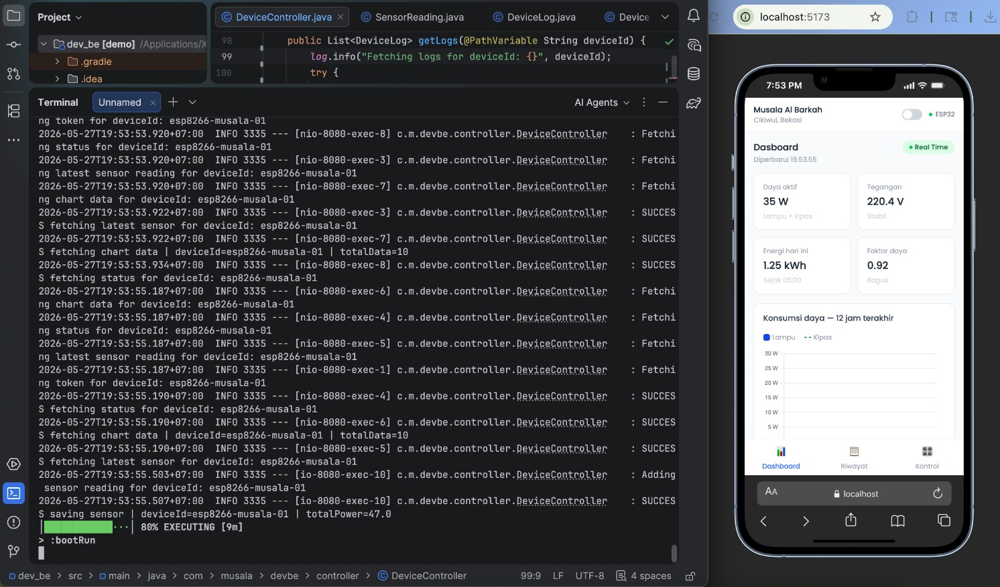 Project
dev_be [demo] /Applications/X
.gradle
.idea
DeviceController.java
SensorReading.java
DeviceLog.java
Device
98 public List<DeviceLog> getLogs(@PathVariable String deviceId) {
99 log.info("Fetching logs for deviceId: {}", deviceId);
100 try {
Terminal
Unnamed
AI Agents
ng token for deviceId: esp8266-musala-01
2026-05-27T19:53:53.920+07:00  INFO 3335 --- [nio-8080-exec-8] c.m.devbe.controller.DeviceController    : Fetchi
ng status for deviceId: esp8266-musala-01
2026-05-27T19:53:53.920+07:00  INFO 3335 --- [nio-8080-exec-3] c.m.devbe.controller.DeviceController    : Fetchi
ng latest sensor reading for deviceId: esp8266-musala-01
2026-05-27T19:53:53.920+07:00  INFO 3335 --- [nio-8080-exec-7] c.m.devbe.controller.DeviceController    : Fetchi
ng chart data for deviceId: esp8266-musala-01
2026-05-27T19:53:53.922+07:00  INFO 3335 --- [nio-8080-exec-3] c.m.devbe.controller.DeviceController    : SUCCES
S fetching latest sensor for deviceId: esp8266-musala-01
2026-05-27T19:53:53.922+07:00  INFO 3335 --- [nio-8080-exec-7] c.m.devbe.controller.DeviceController    : SUCCES
S fetching chart data | deviceId=esp8266-musala-01 | totalData=10
2026-05-27T19:53:53.934+07:00  INFO 3335 --- [nio-8080-exec-8] c.m.devbe.controller.DeviceController    : SUCCES
S fetching status for deviceId: esp8266-musala-01
2026-05-27T19:53:55.187+07:00  INFO 3335 --- [nio-8080-exec-6] c.m.devbe.controller.DeviceController    : Fetchi
ng chart data for deviceId: esp8266-musala-01
2026-05-27T19:53:55.187+07:00  INFO 3335 --- [nio-8080-exec-4] c.m.devbe.controller.DeviceController    : Fetchi
ng status for deviceId: esp8266-musala-01
2026-05-27T19:53:55.187+07:00  INFO 3335 --- [nio-8080-exec-5] c.m.devbe.controller.DeviceController    : Fetchi
ng latest sensor reading for deviceId: esp8266-musala-01
2026-05-27T19:53:55.187+07:00  INFO 3335 --- [nio-8080-exec-1] c.m.devbe.controller.DeviceController    : Fetchi
ng token for deviceId: esp8266-musala-01
2026-05-27T19:53:55.190+07:00  INFO 3335 --- [nio-8080-exec-4] c.m.devbe.controller.DeviceController    : SUCCES
S fetching status for deviceId: esp8266-musala-01
2026-05-27T19:53:55.190+07:00  INFO 3335 --- [nio-8080-exec-6] c.m.devbe.controller.DeviceController    : SUCCES
S fetching chart data | deviceId=esp8266-musala-01 | totalData=10
2026-05-27T19:53:55.190+07:00  INFO 3335 --- [nio-8080-exec-5] c.m.devbe.controller.DeviceController    : SUCCES
S fetching latest sensor for deviceId: esp8266-musala-01
2026-05-27T19:53:55.503+07:00  INFO 3335 --- [io-8080-exec-10] c.m.devbe.controller.DeviceController    : Adding
 sensor reading for deviceId: esp8266-musala-01
2026-05-27T19:53:55.507+07:00  INFO 3335 --- [io-8080-exec-10] c.m.devbe.controller.DeviceController    : SUCCES
S saving sensor | deviceId=esp8266-musala-01 | totalPower=47.0
80% EXECUTING [9m]
> :bootRun
dev_be > src > main > java > com > musala > devbe > controller > DeviceController
99:9 LF UTF-8 4 spaces
localhost:5173
7:53 PM
Musala Al Barkah
Cikiwul, Bekasi
ESP32
Dasboard
Real Time
Diperbarui 19.53.55
Daya aktif
35 W
Lampu + kipas
Tegangan
220.4 V
Stabil
Energi hari ini
1.25 kWh
Sejak 05:00
Faktor daya
0.92
Bagus
Konsumsi daya — 12 jam terakhir
Lampu
Kipas
30 W
25 W
20 W
15 W
10 W
5 W
Dashboard
Riwayat
Kontrol
AA
localhost